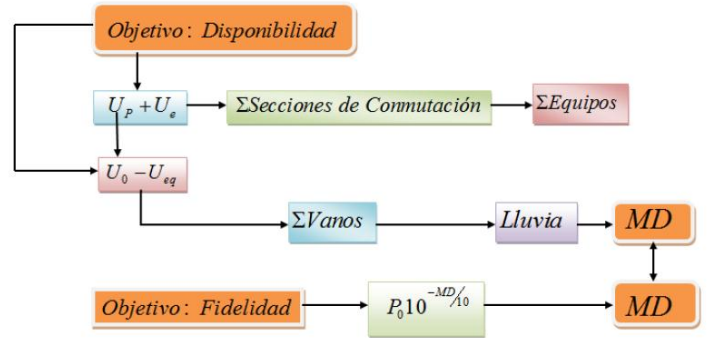 Objetivo: Disponibilidad
U_P + U_e
ΣSecciones de Conmutación
ΣEquipos
U_0 − U_eq
ΣVanos
Lluvia
MD
Objetivo: Fidelidad
P_0 10^{−MD/10}
MD